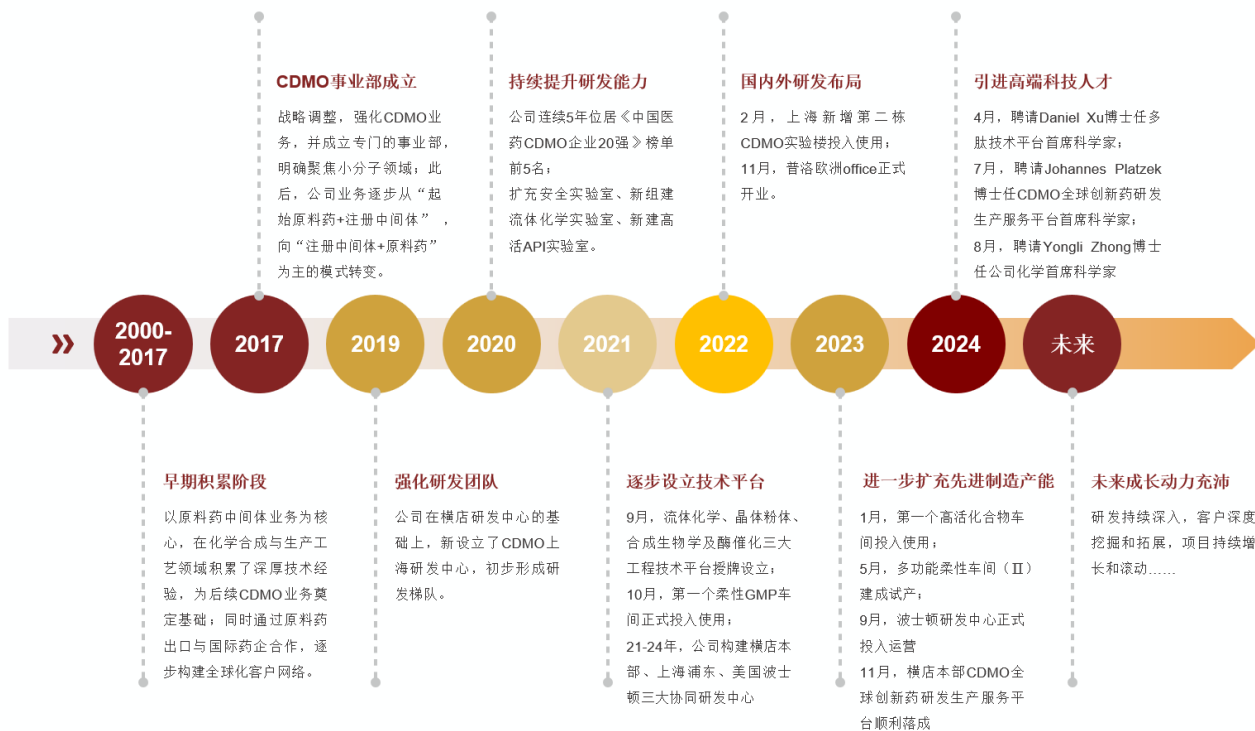 CDMO事业部成立
战略调整，强化CDMO业
务，并成立专门的事业部，
明确聚焦小分子领域；此
后，公司业务逐步从“起
始原料药+注册中间体”，
向“注册中间体+原料药”
为主的模式转变。
持续提升研发能力
公司连续5年位居《中国医
药CDMO企业20强》榜单
前5名；
扩充安全实验室、新组建
流体化学实验室、新建高
活API实验室。
国内外研发布局
2月，上海新增第二栋
CDMO实验楼投入使用；
11月，普洛欧洲office正式
开业。
引进高端科技人才
4月，聘请Daniel Xu博士任多
肽技术平台首席科学家；
7月，聘请Johannes Platzek
博士任CDMO全球创新药研发
生产服务平台首席科学家；
8月，聘请Yongli Zhong博士
任公司化学首席科学家
2000-
2017
2017
2019
2020
2021
2022
2023
2024
未来
早期积累阶段
以原料药中间体业务为核
心，在化学合成与生产工
艺领域积累了深厚技术经
验，为后续CDMO业务奠
定基础；同时通过原料药
出口与国际药企合作，逐
步构建全球化客户网络。
强化研发团队
公司在横店研发中心的基
础上，新设立了CDMO上
海研发中心，初步形成研
发梯队。
逐步设立技术平台
9月，流体化学、晶体粉体、
合成生物学及酶催化三大
工程技术平台授牌设立；
10月，第一个柔性GMP车
间正式投入使用；
21-24年，公司构建横店本
部、上海浦东、美国波士
顿三大协同研发中心
进一步扩充先进制造产能
1月，第一个高活化合物车
间投入使用；
5月，多功能柔性车间（Ⅱ）
建成试产；
9月，波士顿研发中心正式
投入运营
11月，横店本部CDMO全
球创新药研发生产服务平
台顺利落成
未来成长动力充沛
研发持续深入，客户深度
挖掘和拓展，项目持续增
长和滚动……